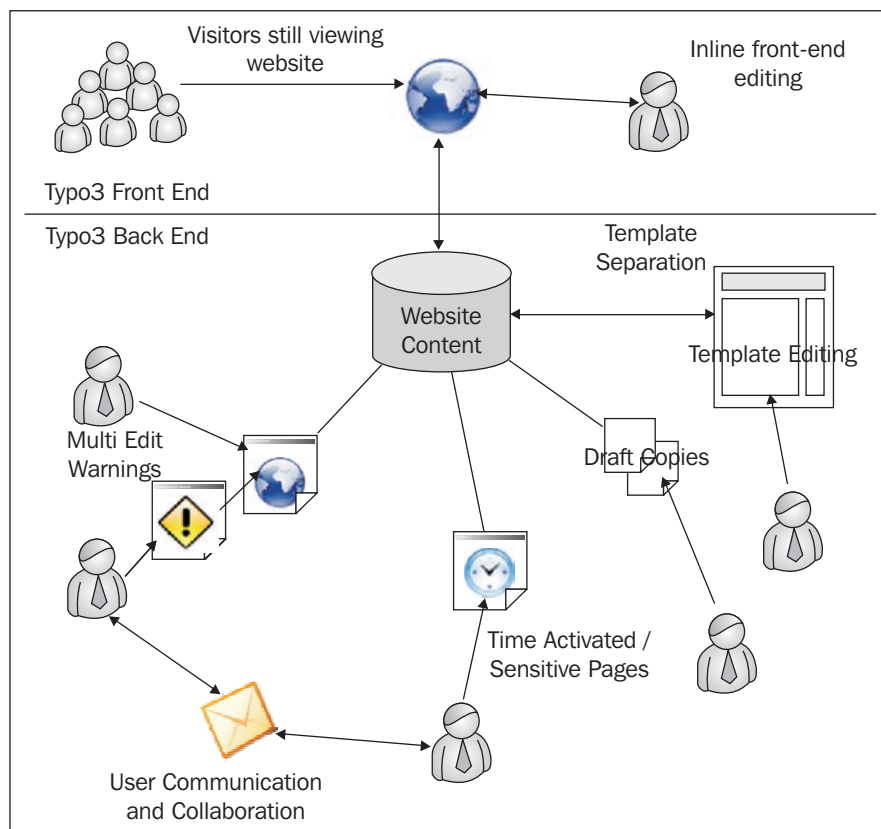 Visitors still viewing
website
Inline front-end
editing
Typo3 Front End
Typo3 Back End
Template
Separation
Website
Content
Template Editing
Multi Edit
Warnings
Draft Copies
Time Activated /
Sensitive Pages
User Communication
and Collaboration